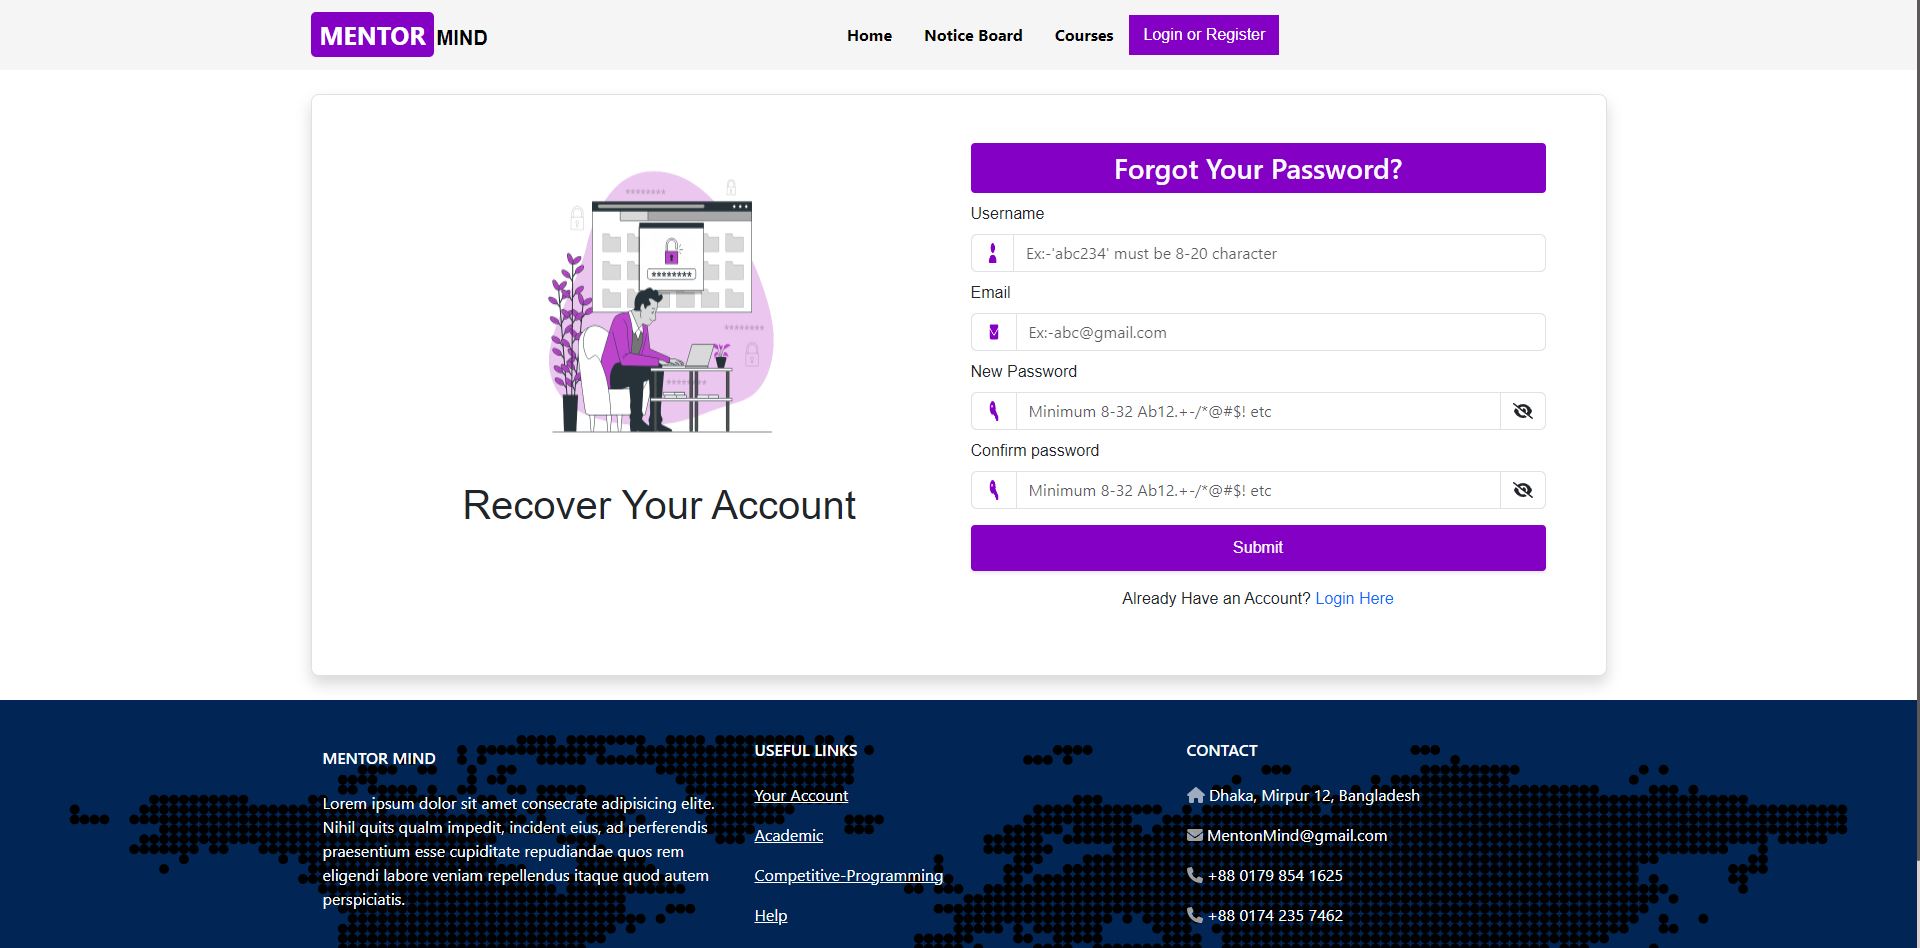 MENTOR MIND
Home Notice Board Courses Login or Register
********
********
********
********
Recover Your Account
Forgot Your Password?
Username
Ex:-'abc234' must be 8-20 character
Email
Ex:-abc@gmail.com
New Password
Minimum 8-32 Ab12.+-/*@#$! etc
Confirm password
Minimum 8-32 Ab12.+-/*@#$! etc
Submit
Already Have an Account? Login Here
MENTOR MIND
Lorem ipsum dolor sit amet consecrate adipisicing elite.
Nihil quits qualm impedit, incident eius, ad perferendis
praesentium esse cupiditate repudiandae quos rem
eligendi labore veniam repellendus itaque quod autem
perspiciatis.
USEFUL LINKS
Your Account
Academic
Competitive-Programming
Help
CONTACT
Dhaka, Mirpur 12, Bangladesh
MentonMind@gmail.com
+88 0179 854 1625
+88 0174 235 7462